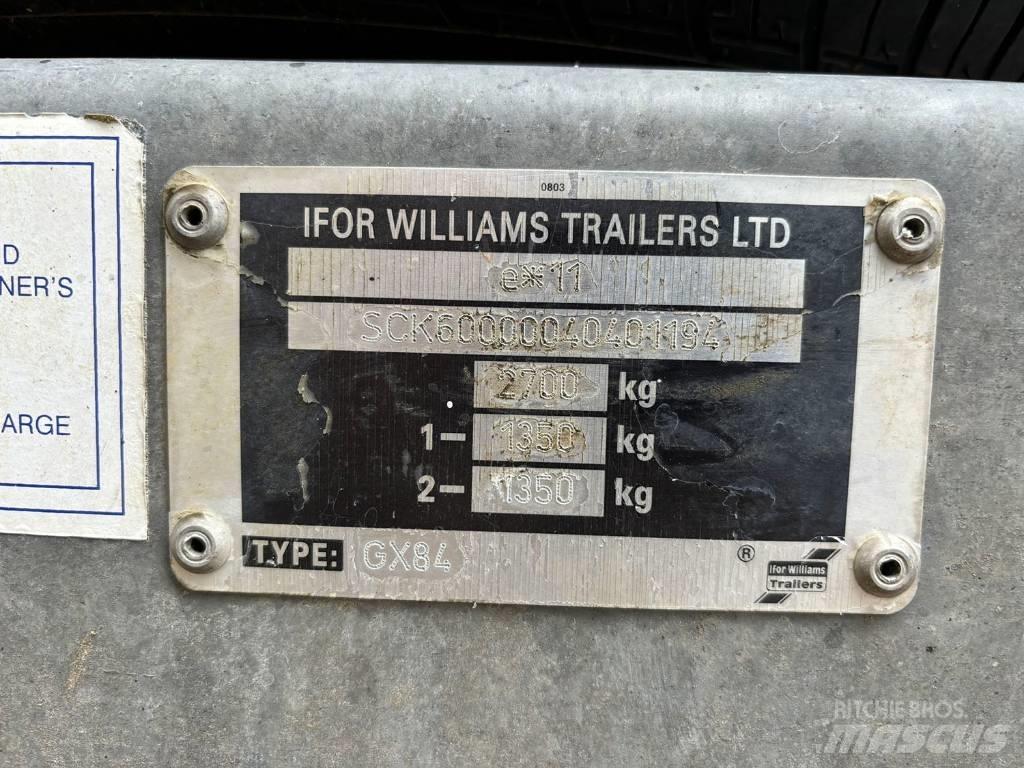 D
NER'S
ARGE
0803
IFOR WILLIAMS TRAILERS LTD
e*11
SCK60000040401194
2700 kg
1- 1350 kg
2- 1350 kg
TYPE: GX84
®
Ifor Williams
Trailers
RITCHIE BROS.
MASCUS